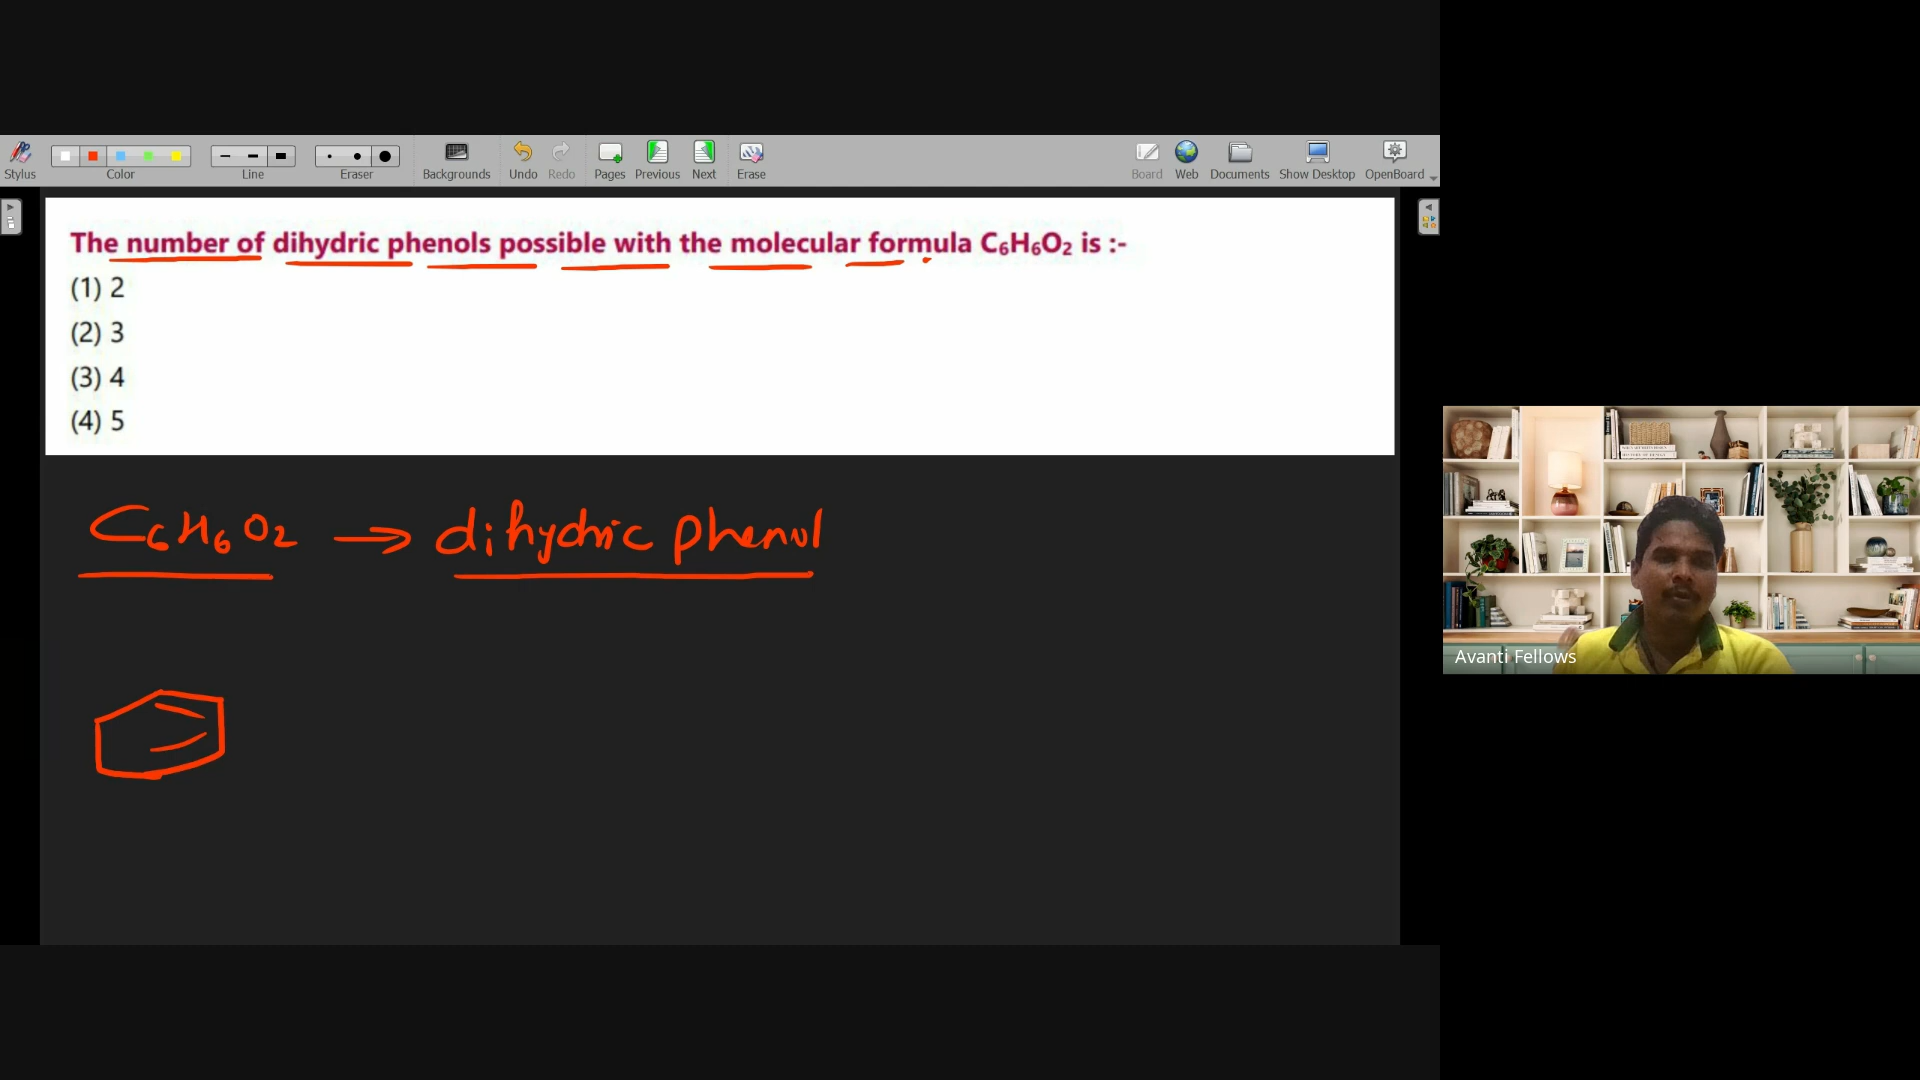 Stylus Color Line Eraser Backgrounds Undo Redo Pages Previous Next Erase Board Web Documents Show Desktop OpenBoard
The number of dihydric phenols possible with the molecular formula C₆H₆O₂ is :-
(1) 2
(2) 3
(3) 4
(4) 5
C₆H₆O₂ → dihydric phenol
Avanti Fellows